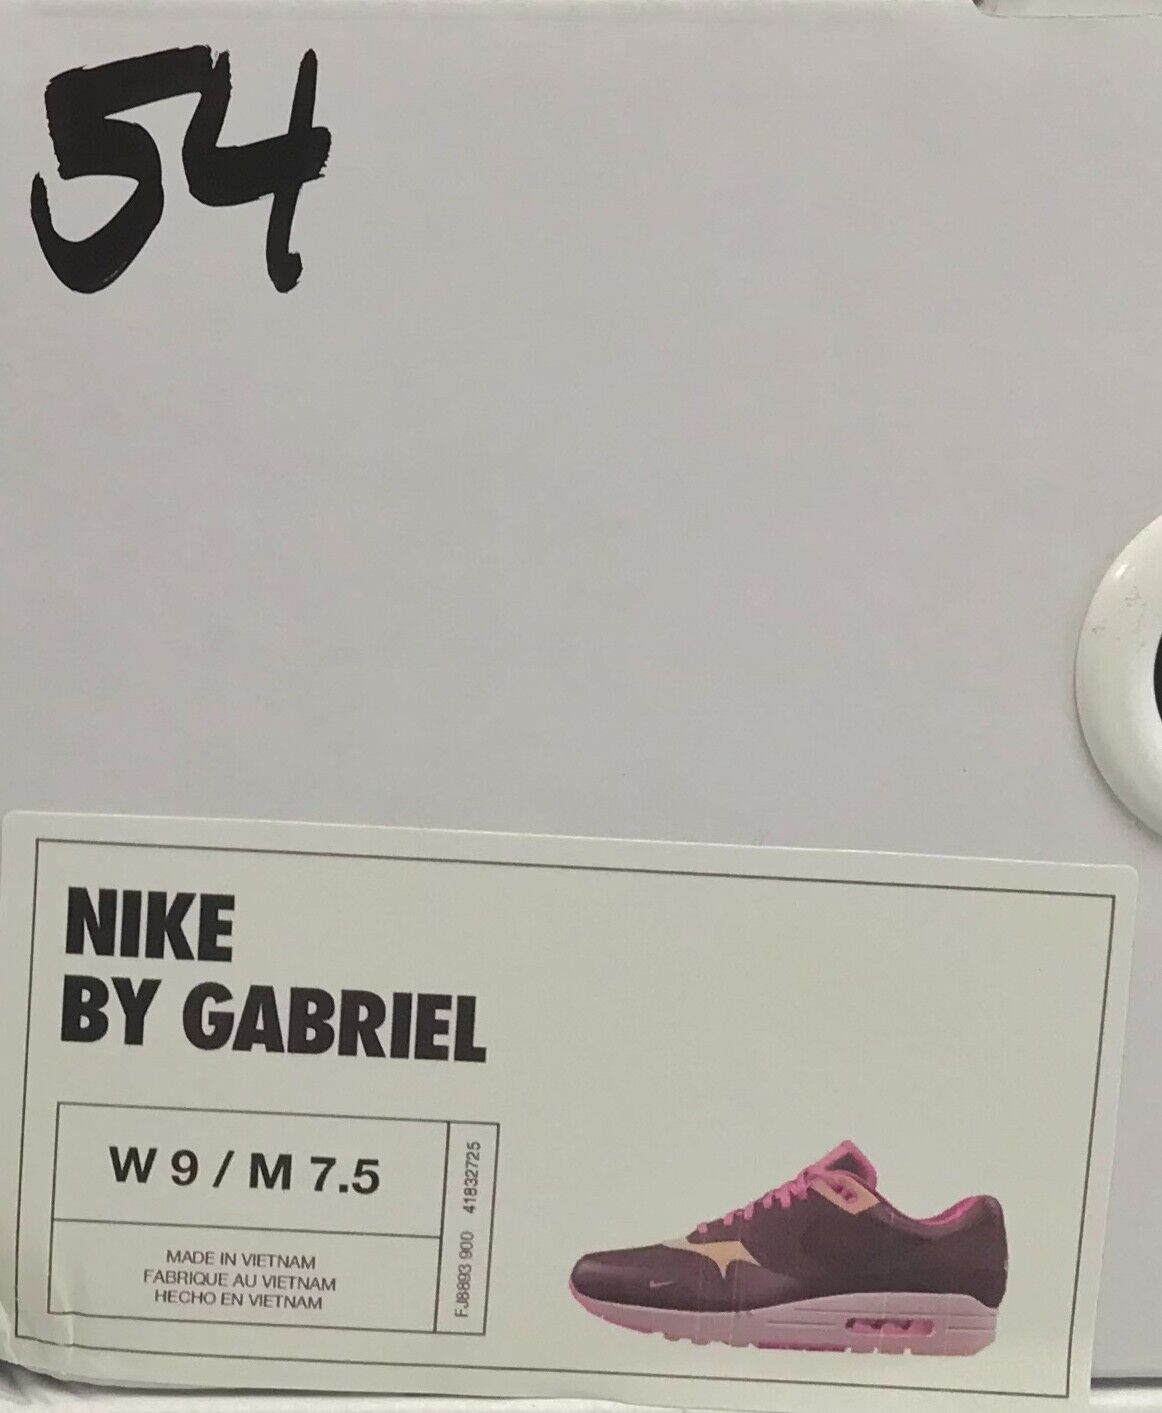 54
NIKE
BY GABRIEL
W 9 / M 7.5
FJ8893 900 41832725
MADE IN VIETNAM
FABRIQUE AU VIETNAM
HECHO EN VIETNAM